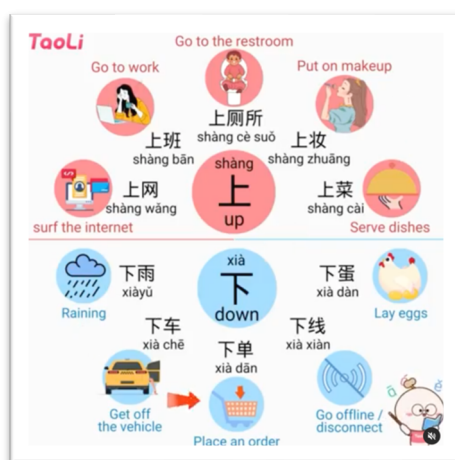 TaoLi
Go to the restroom
Go to work
Put on makeup
上厕所
shàng cè suǒ
上班
shàng bān
上妆
shàng zhuāng
shàng
上
up
上网
shàng wǎng
surf the internet
上菜
shàng cài
Serve dishes
xià
下
down
下雨
xiàyǔ
Raining
下蛋
xià dàn
Lay eggs
下车
xià chē
Get off
the vehicle
下单
xià dān
Place an order
下线
xià xiàn
Go offline /
disconnect